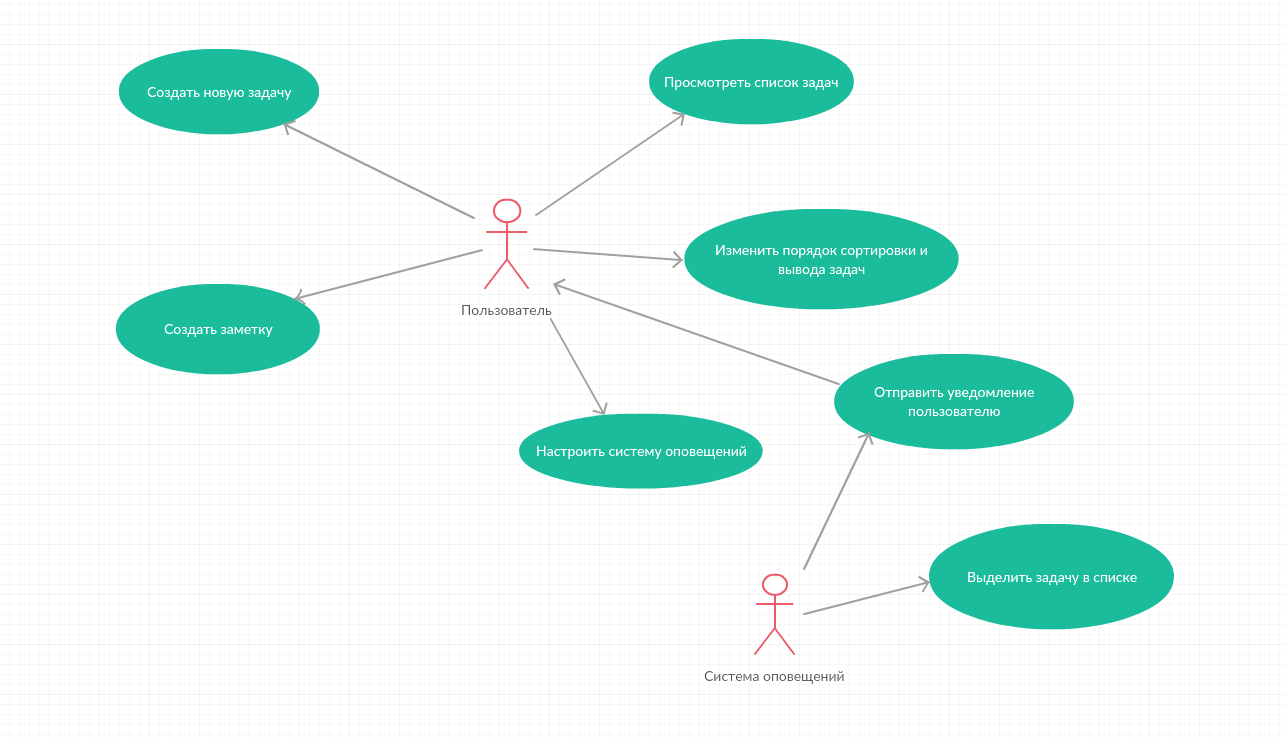 Создать новую задачу
Просмотреть список задач
Изменить порядок сортировки и
вывода задач
Пользователь
Создать заметку
Отправить уведомление
пользователю
Настроить систему оповещений
Выделить задачу в списке
Система оповещений